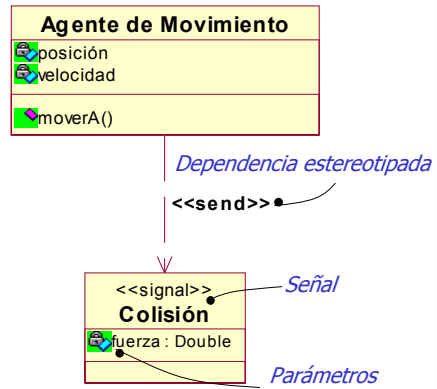 Agente de Movimiento
posición
velocidad
moverA()
Dependencia estereotipada
<<send>>
<<signal>>
Señal
Colisión
fuerza : Double
Parámetros